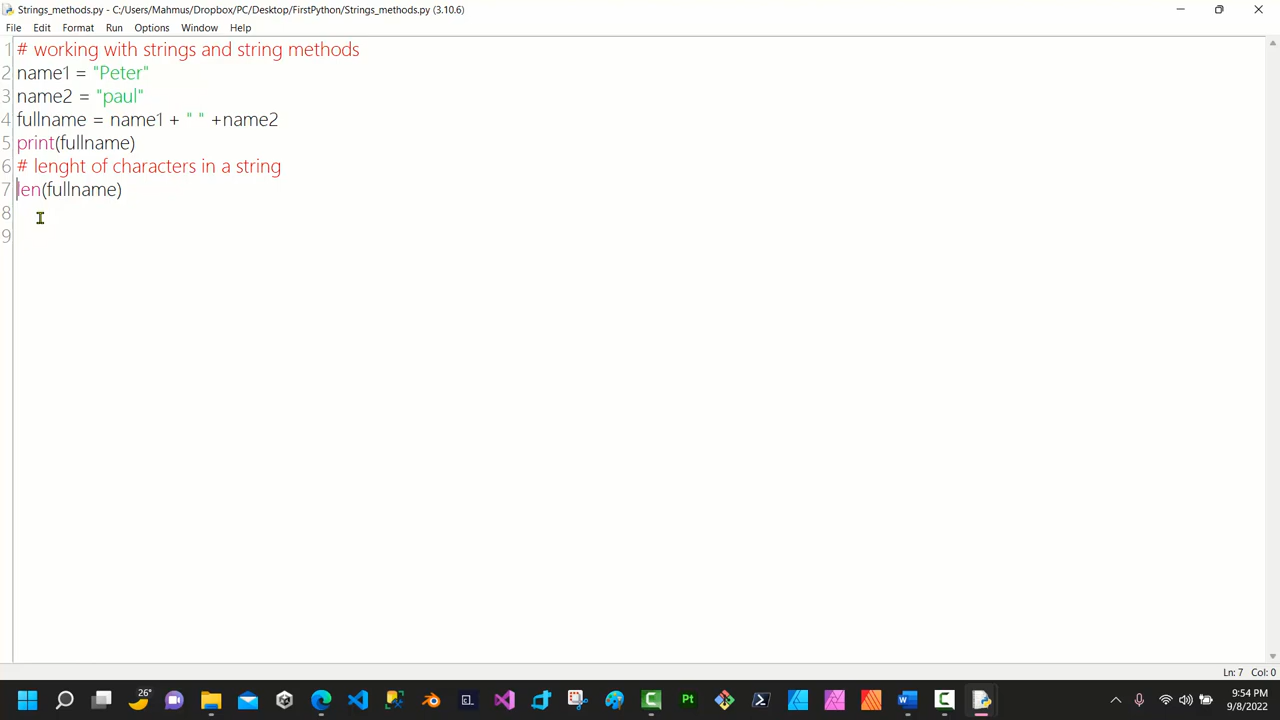 Strings_methods.py - C:/Users/Mahmus/Dropbox/PC/Desktop/FirstPython/Strings_methods.py (3.10.6)
File Edit Format Run Options Window Help
1 # working with strings and string methods
2 name1 = "Peter"
3 name2 = "paul"
4 fullname = name1 + " " +name2
5 print(fullname)
6 # lenght of characters in a string
7 len(fullname)
8
9
Ln: 7 Col: 0
26°
Pt
9:54 PM
9/8/2022